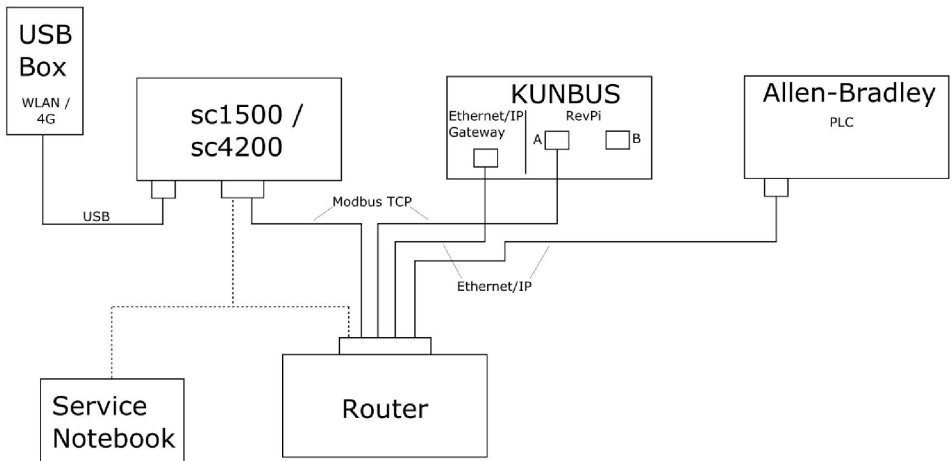 USB
Box
WLAN /
4G
sc1500 /
sc4200
KUNBUS
Ethernet/IP
Gateway
RevPi
A
B
Allen-Bradley
PLC
USB
Modbus TCP
Ethernet/IP
Service
Notebook
Router